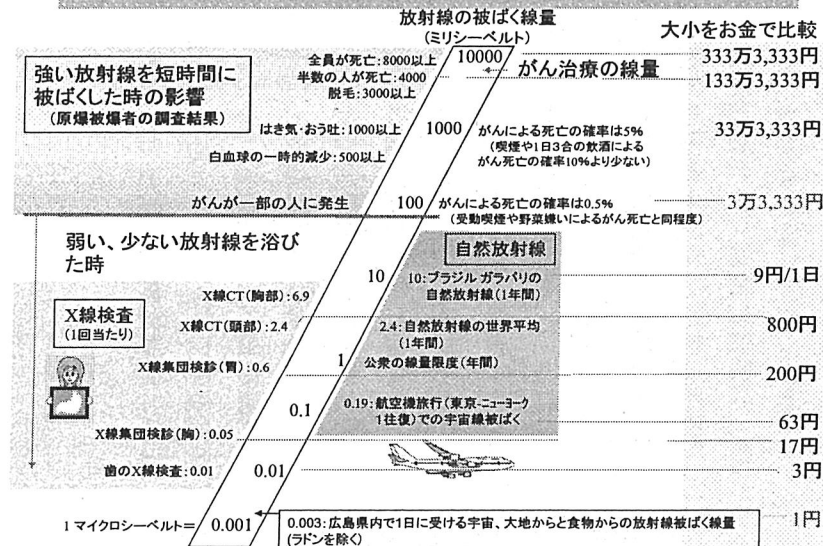 放射線の被ばく線量
(ミリシーベルト)
大小をお金で比較
強い放射線を短時間に
被ばくした時の影響
(原爆被爆者の調査結果)
全員が死亡:8000以上
半数の人が死亡:4000
脱毛:3000以上
10000
がん治療の線量
333万3,333円
133万3,333円
はき気・おう吐:1000以上
1000
がんによる死亡の確率は5%
(喫煙や1日3合の飲酒による
がん死亡の確率10%より少ない)
33万3,333円
白血球の一時的減少:500以上
がんが一部の人に発生
100
がんによる死亡の確率は0.5%
(受動喫煙や野菜嫌いによるがん死亡と同程度)
3万3,333円
弱い、少ない放射線を浴び
た時
自然放射線
10
10:ブラジル ガラパリの
自然放射線(1年間)
9円/1日
X線検査
(1回当たり)
X線CT(胸部):6.9
X線CT(頭部):2.4
2.4:自然放射線の世界平均
(1年間)
800円
1
公衆の線量限度(年間)
X線集団検診(胃):0.6
200円
0.1
0.19:航空機旅行(東京-ニューヨーク
1往復)での宇宙線被ばく
63円
X線集団検診(胸):0.05
17円
歯のX線検査:0.01
0.01
3円
1 マイクロシーベルト=
0.001
0.003:広島県内で1日に受ける宇宙、大地からと食物からの放射線被ばく線量
(ラドンを除く)
1円